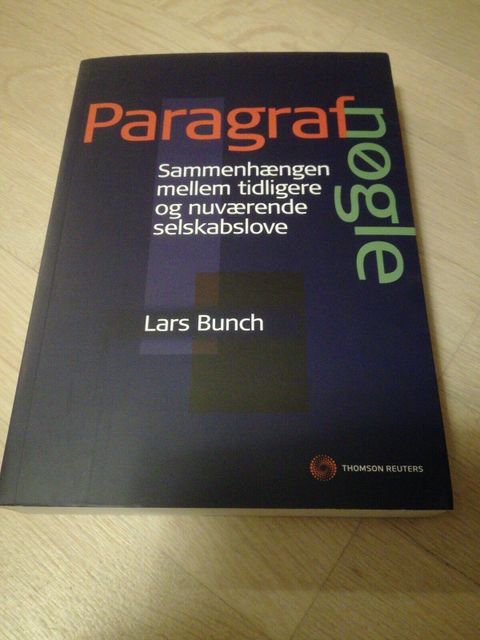 Paragraf
nøgle
Sammenhængen
mellem tidligere
og nuværende
selskabslove
Lars Bunch
THOMSON REUTERS